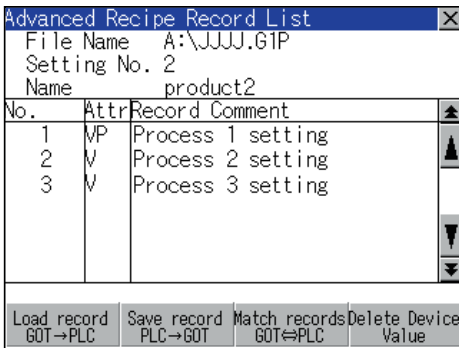 Advanced Recipe Record List
File Name A:\JJJJ.G1P
Setting No. 2
Name product2
No. Attr Record Comment
1 VP Process 1 setting
2 V Process 2 setting
3 V Process 3 setting
Load record Save record Match records Delete Device
GOT→PLC PLC→GOT GOT⇔PLC Value